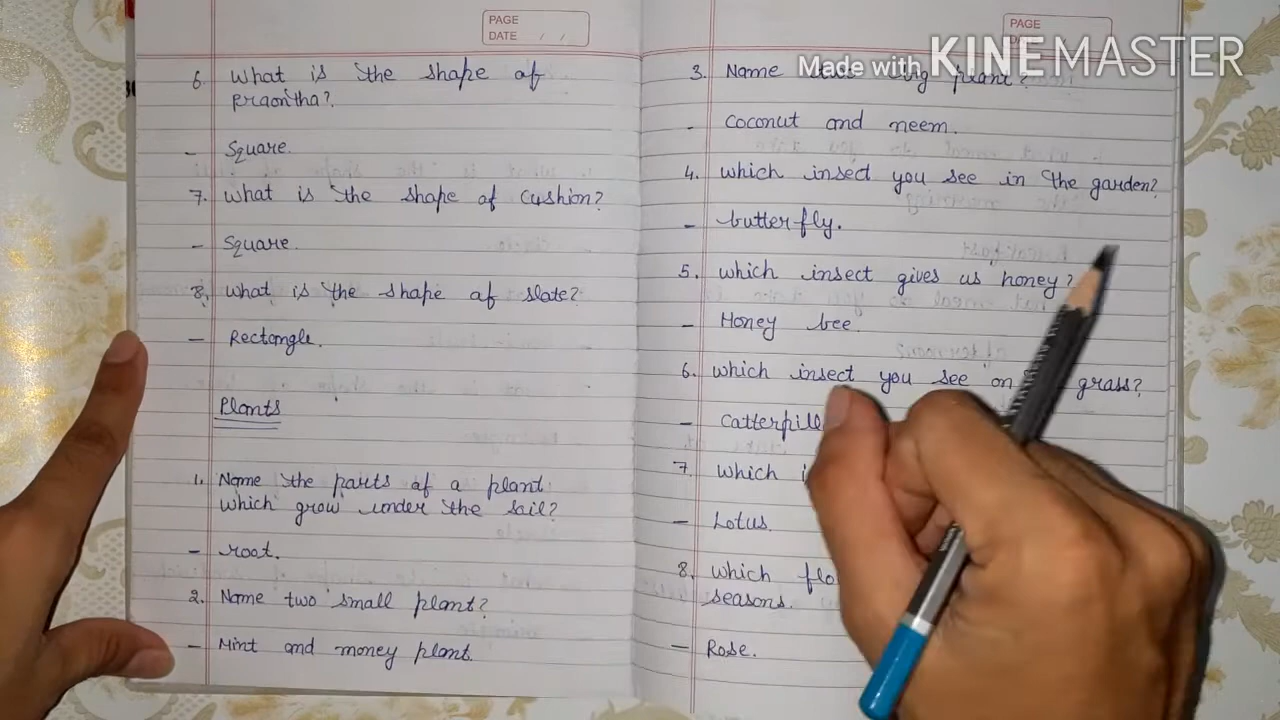 PAGE
DATE / /
6. What is the shape of
praontha?
- Square.
7. What is the shape of Cushion?
- Square.
8. What is the shape of slate?
- Rectangle.
Plants
1. Name the parts of a plant
which grow under the soil?
- root.
2. Name two small plant?
- Mint and money plant.
PAGE
Made with KINEMASTER
3. Name plant?
- Coconut and neem.
4. Which insect you see in the garden?
- butterfly.
5. Which insect gives us honey?
- Honey bee.
6. Which insect you see on grass?
- Catterpill
7. Which
- Lotus.
8. Which
seasons.
- Rose.